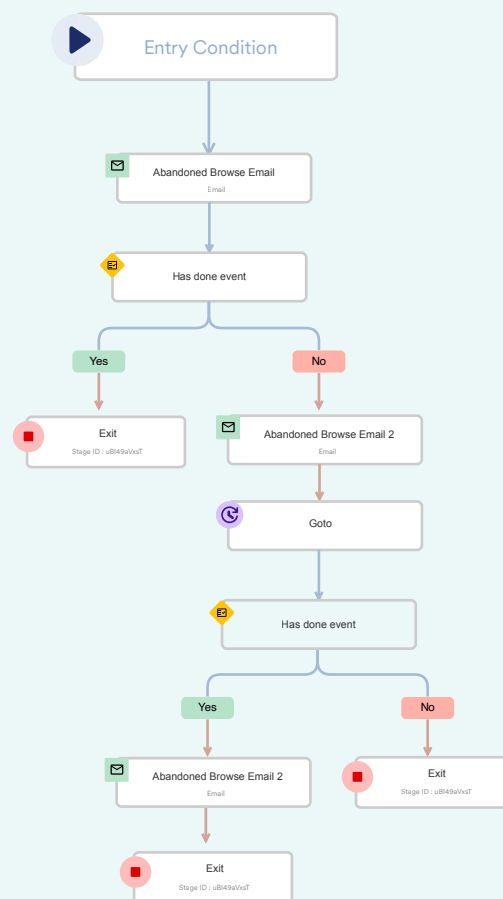 Entry Condition
Abandoned Browse Email
Email
Has done event
Yes
No
Exit
Stage ID : uBI49aVxsT
Abandoned Browse Email 2
Email
Goto
Has done event
Yes
No
Abandoned Browse Email 2
Email
Exit
Stage ID : uBI49aVxsT
Exit
Stage ID : uBI49aVxsT